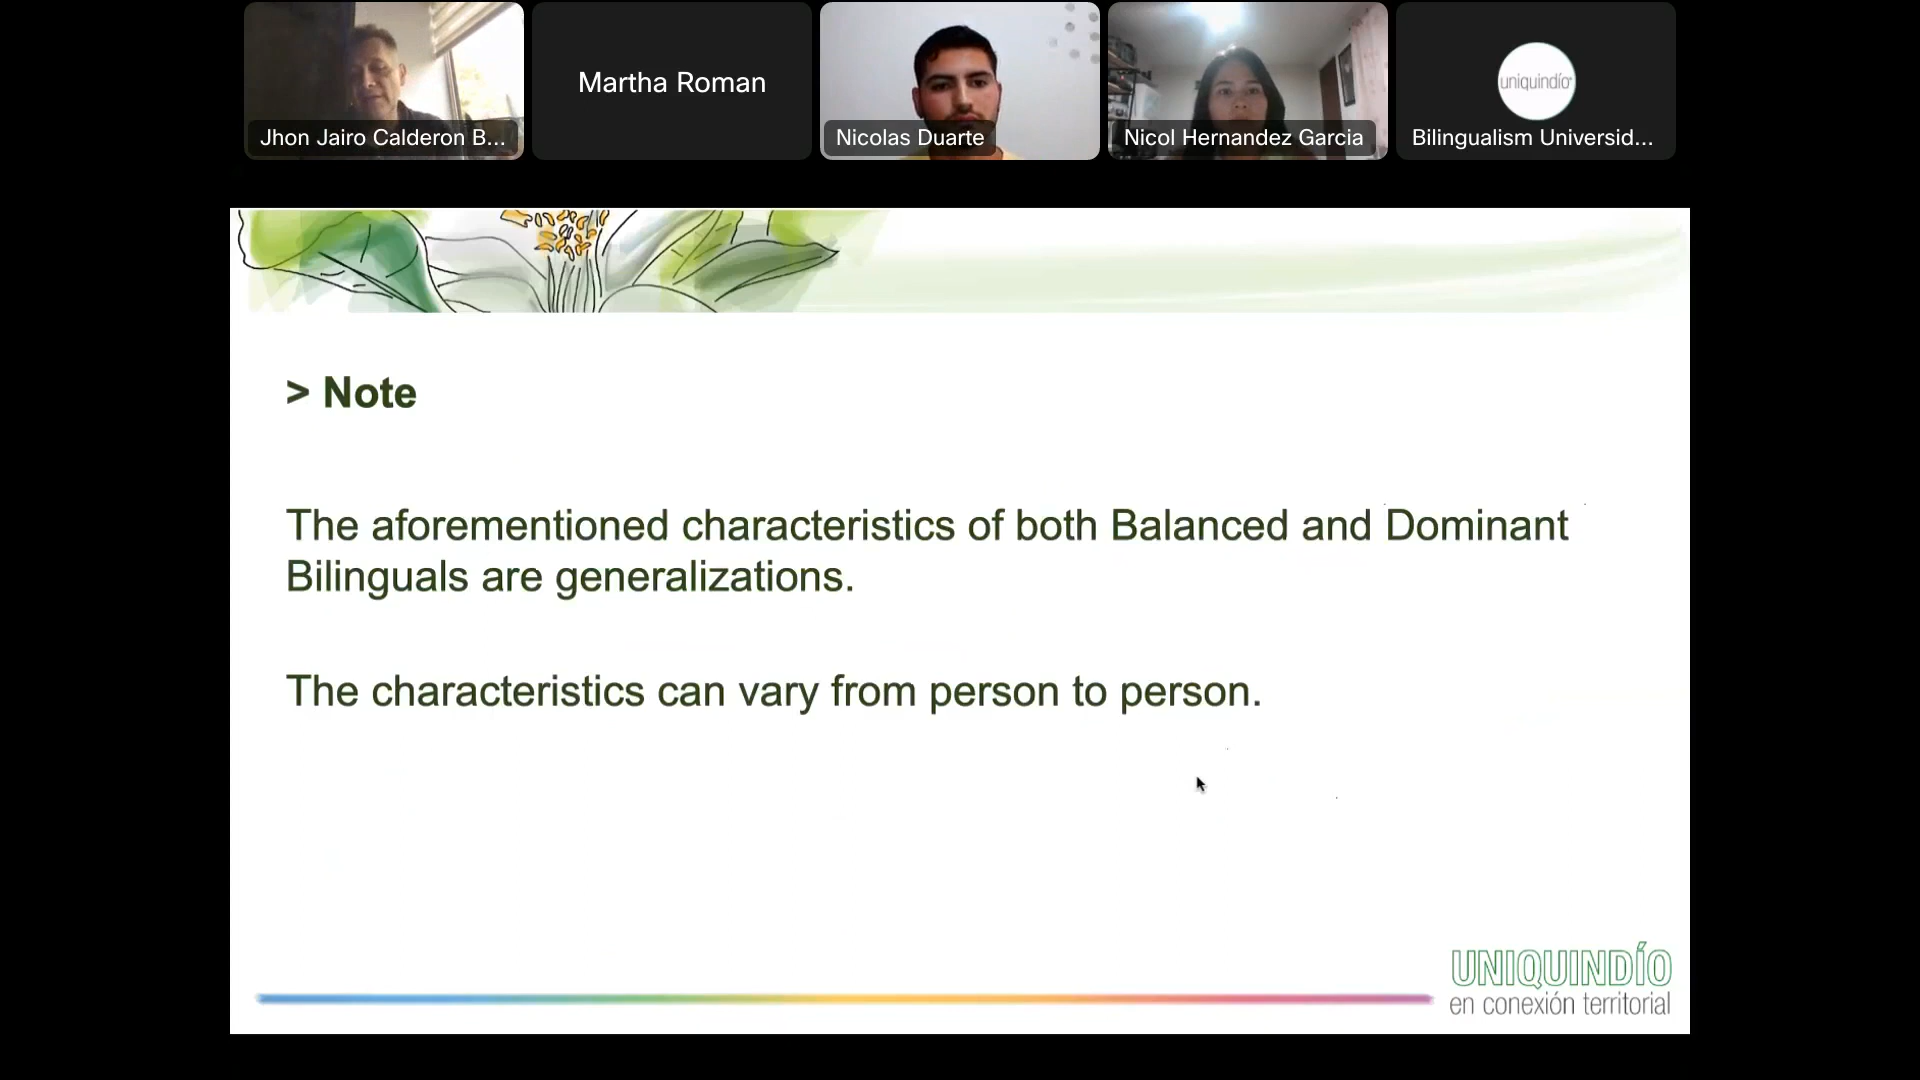 Martha Roman
uniquindío
Jhon Jairo Calderon B...
Nicolas Duarte
Nicol Hernandez Garcia
Bilingualism Universid...
> Note
The aforementioned characteristics of both Balanced and Dominant
Bilinguals are generalizations.
The characteristics can vary from person to person.
UNIQUINDÍO
en conexión territorial